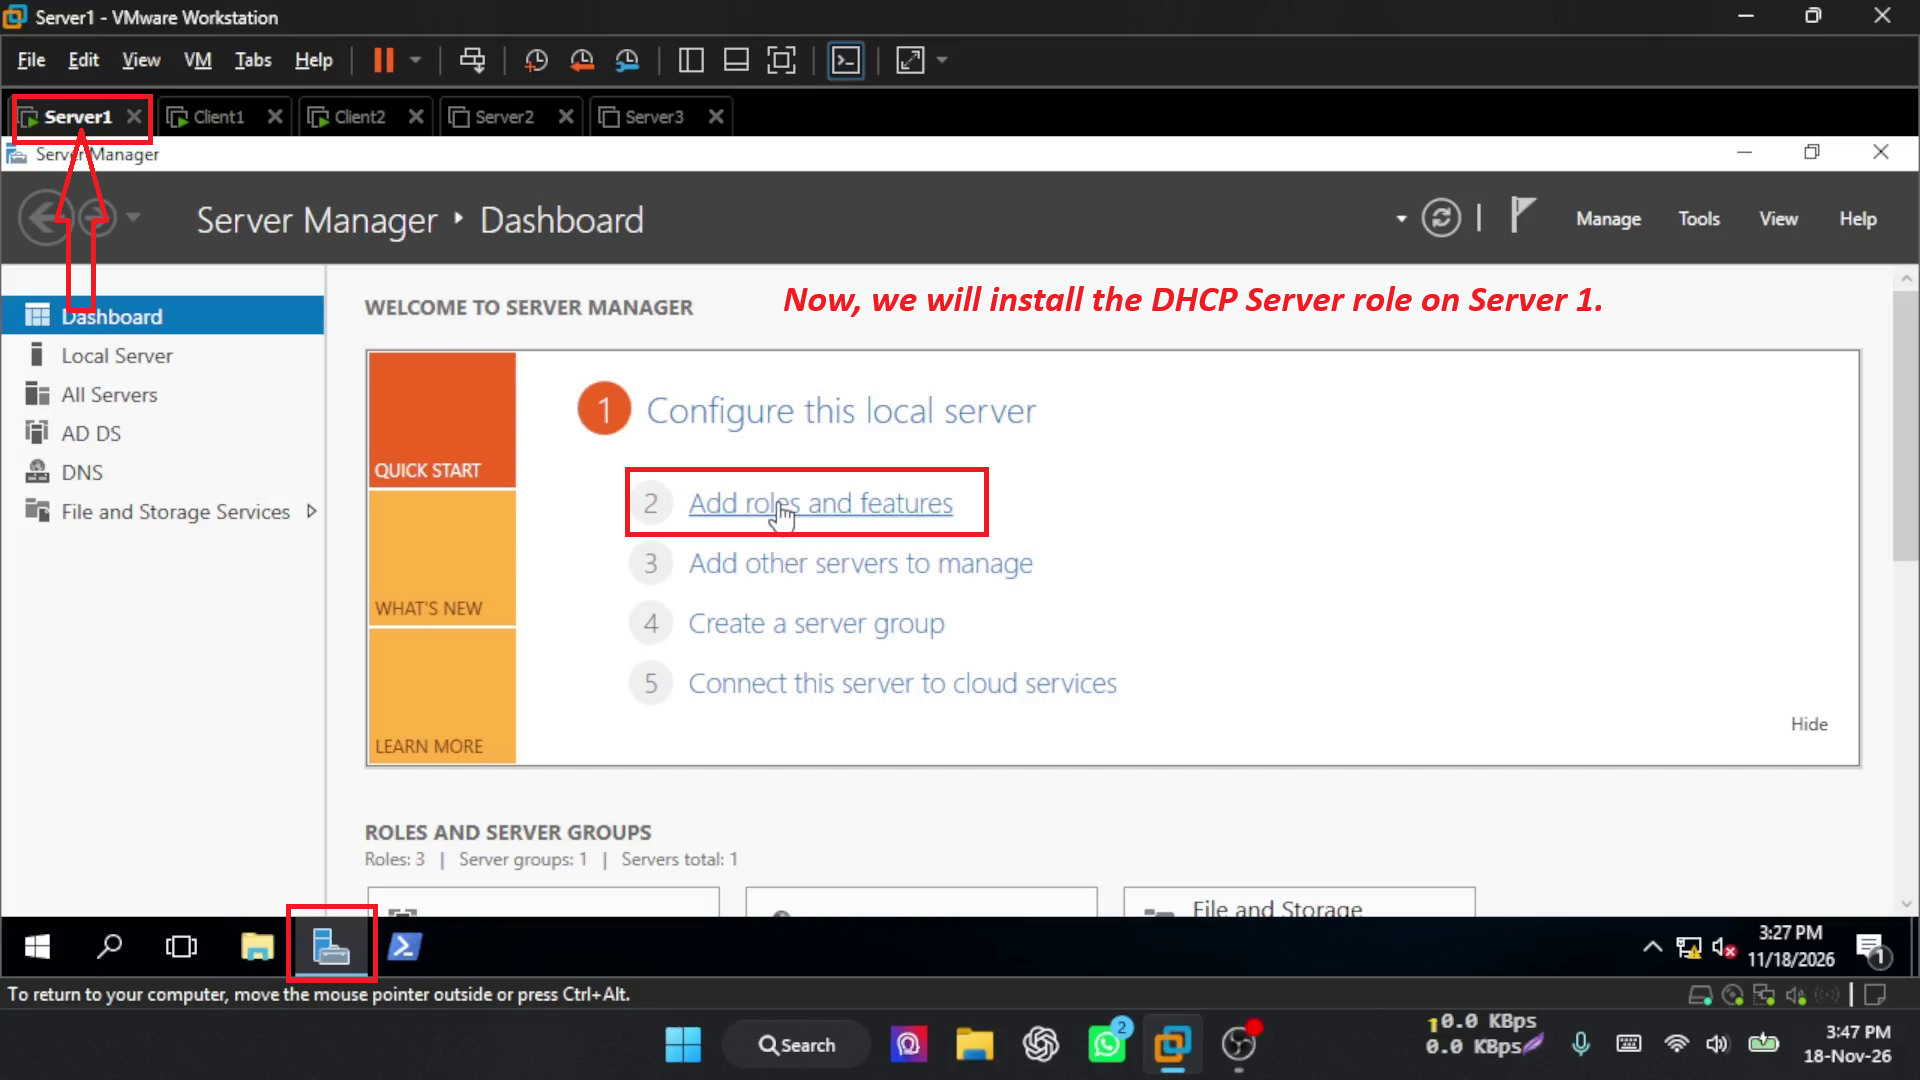 Server1 - VMware Workstation
File Edit View VM Tabs Help
Server1 Client1 Client2 Server2 Server3
Server Manager
Server Manager Dashboard
Manage Tools View Help
Dashboard
Local Server
All Servers
AD DS
DNS
File and Storage Services
WELCOME TO SERVER MANAGER
Now, we will install the DHCP Server role on Server 1.
QUICK START
WHAT'S NEW
LEARN MORE
1 Configure this local server
2 Add roles and features
3 Add other servers to manage
4 Create a server group
5 Connect this server to cloud services
Hide
ROLES AND SERVER GROUPS
Roles: 3 | Server groups: 1 | Servers total: 1
File and Storage
3:27 PM
11/18/2026
1
To return to your computer, move the mouse pointer outside or press Ctrl+Alt.
Search
2
0.0 KBps
0.0 KBps
3:47 PM
18-Nov-26